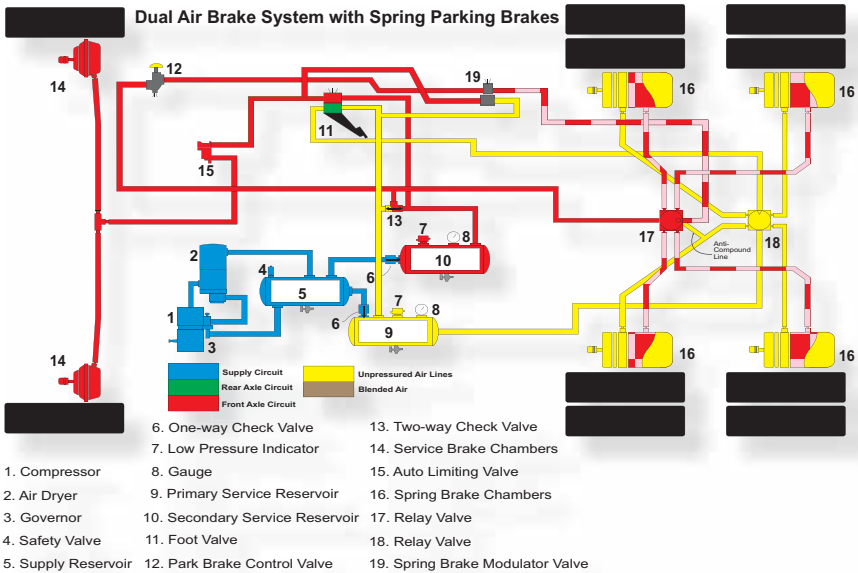 Dual Air Brake System with Spring Parking Brakes
14
12
19
16
16
11
15
13
7
8
17
18
Anti-
Compound
Line
2
4
10
6
5
1
6
7
8
3
9
14
16
16
Supply Circuit
Rear Axle Circuit
Front Axle Circuit
Unpressured Air Lines
Blended Air
1. Compressor
2. Air Dryer
3. Governor
4. Safety Valve
5. Supply Reservoir
6. One-way Check Valve
7. Low Pressure Indicator
8. Gauge
9. Primary Service Reservoir
10. Secondary Service Reservoir
11. Foot Valve
12. Park Brake Control Valve
13. Two-way Check Valve
14. Service Brake Chambers
15. Auto Limiting Valve
16. Spring Brake Chambers
17. Relay Valve
18. Relay Valve
19. Spring Brake Modulator Valve